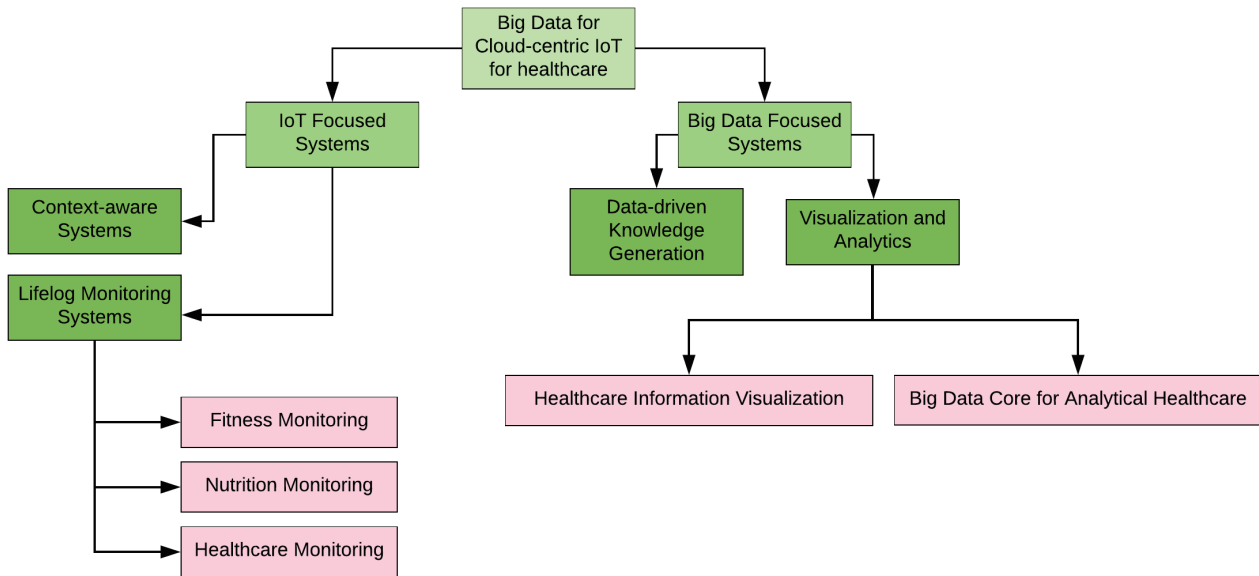 Big Data for
Cloud-centric IoT
for healthcare
IoT Focused
Systems
Big Data Focused
Systems
Context-aware
Systems
Data-driven
Knowledge
Generation
Visualization and
Analytics
Lifelog Monitoring
Systems
Healthcare Information Visualization
Big Data Core for Analytical Healthcare
Fitness Monitoring
Nutrition Monitoring
Healthcare Monitoring